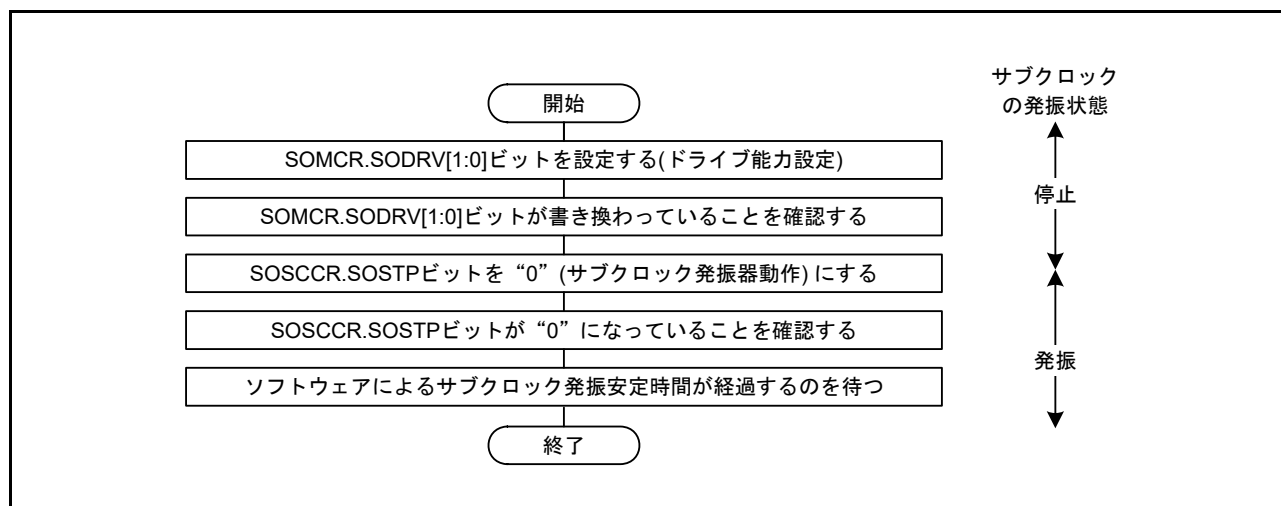 サブクロック
の発振状態
開始
SOMCR.SODRV[1:0]ビットを設定する(ドライブ能力設定)
SOMCR.SODRV[1:0]ビットが書き換わっていることを確認する
停止
SOSCCR.SOSTPビットを“0”(サブクロック発振器動作) にする
SOSCCR.SOSTPビットが“0”になっていることを確認する
発振
ソフトウェアによるサブクロック発振安定時間が経過するのを待つ
終了